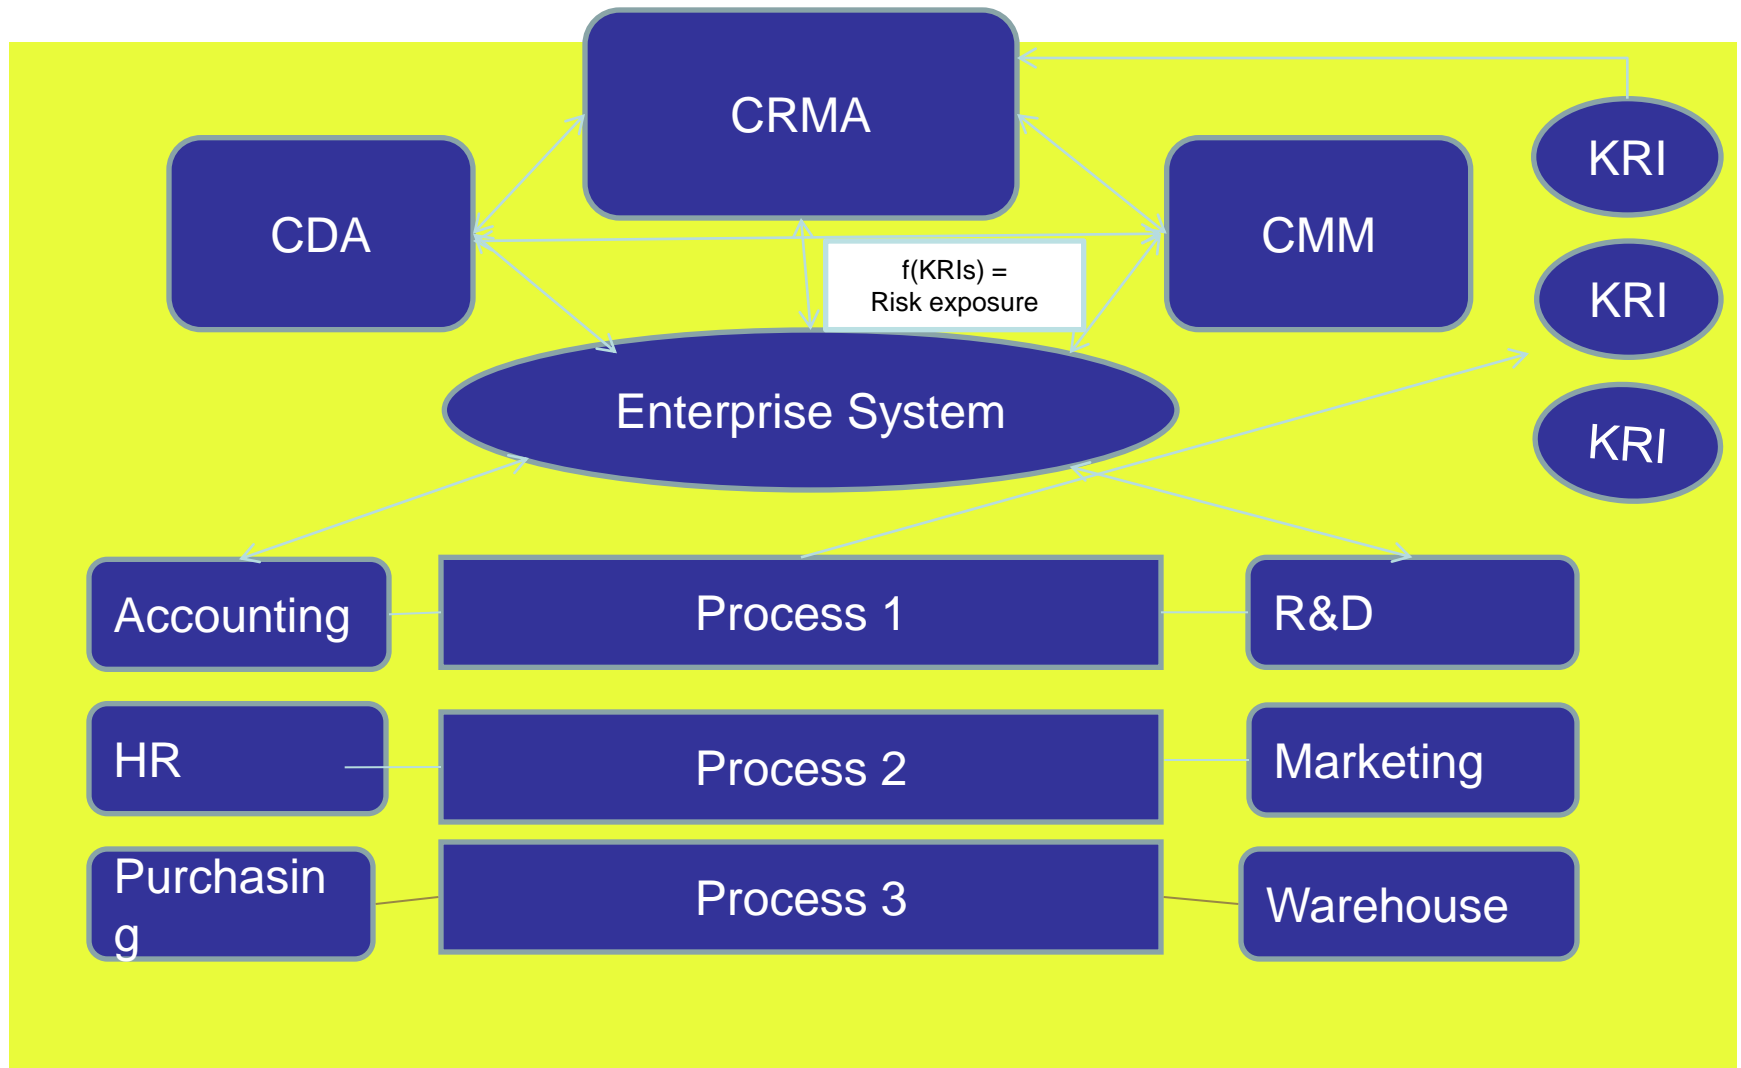 CRMA
KRI
CDA
CMM
f(KRIs) =
Risk exposure
KRI
Enterprise System
KRI
Accounting
Process 1
R&D
HR
Process 2
Marketing
Purchasin
g
Process 3
Warehouse